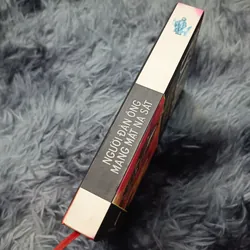 NGƯỜI ĐÀN ÔNG
MANG MẶT NẠ SẮT